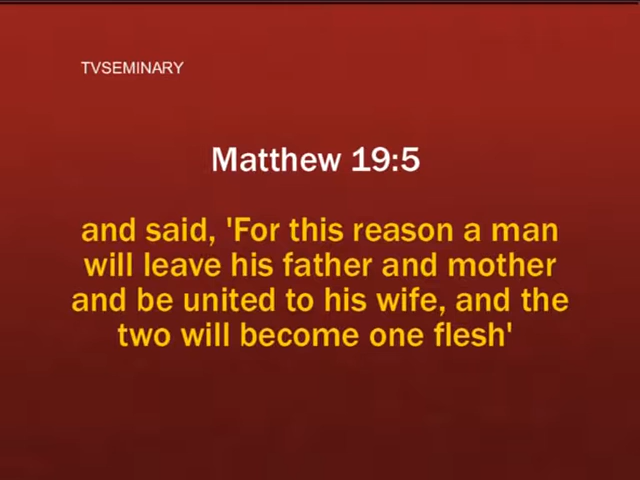 TVSEMINARY
Matthew 19:5
and said, 'For this reason a man
will leave his father and mother
and be united to his wife, and the
two will become one flesh'